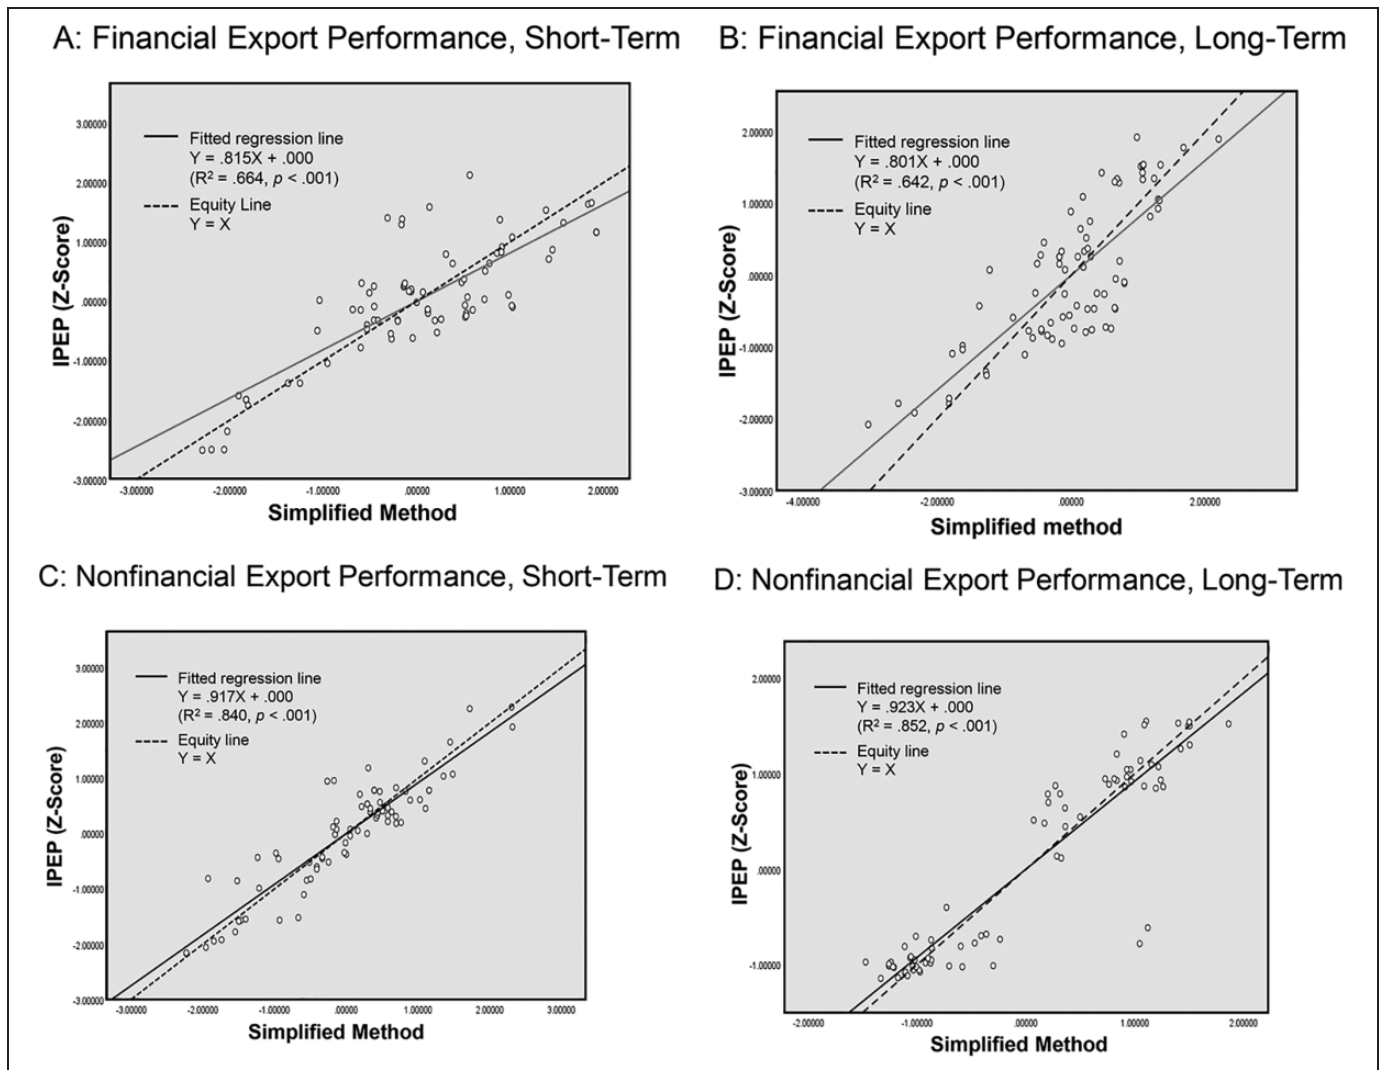 A: Financial Export Performance, Short-Term
3.00000
2.00000
1.00000
.00000
-1.00000
-2.00000
-3.00000
IPEP (Z-Score)
Fitted regression line
Y = .815X + .000
(R² = .664, p < .001)
Equity Line
Y = X
-3.00000 -2.00000 -1.00000 .00000 1.00000 2.00000
Simplified Method
B: Financial Export Performance, Long-Term
2.00000
1.00000
.00000
-1.00000
-2.00000
-3.00000
IPEP (Z-Score)
Fitted regression line
Y = .801X + .000
(R² = .642, p < .001)
Equity line
Y = X
-4.00000 -2.00000 .00000 2.00000
Simplified method
C: Nonfinancial Export Performance, Short-Term
3.00000
2.00000
1.00000
.00000
-1.00000
-2.00000
-3.00000
IPEP (Z-Score)
Fitted regression line
Y = .917X + .000
(R² = .840, p < .001)
Equity line
Y = X
-3.00000 -2.00000 -1.00000 .00000 1.00000 2.00000 3.00000
Simplified Method
D: Nonfinancial Export Performance, Long-Term
2.00000
1.00000
.00000
-1.00000
IPEP (Z-Score)
Fitted regression line
Y = .923X + .000
(R² = .852, p < .001)
Equity line
Y = X
-2.00000 -1.00000 .00000 1.00000 2.00000
Simplified Method